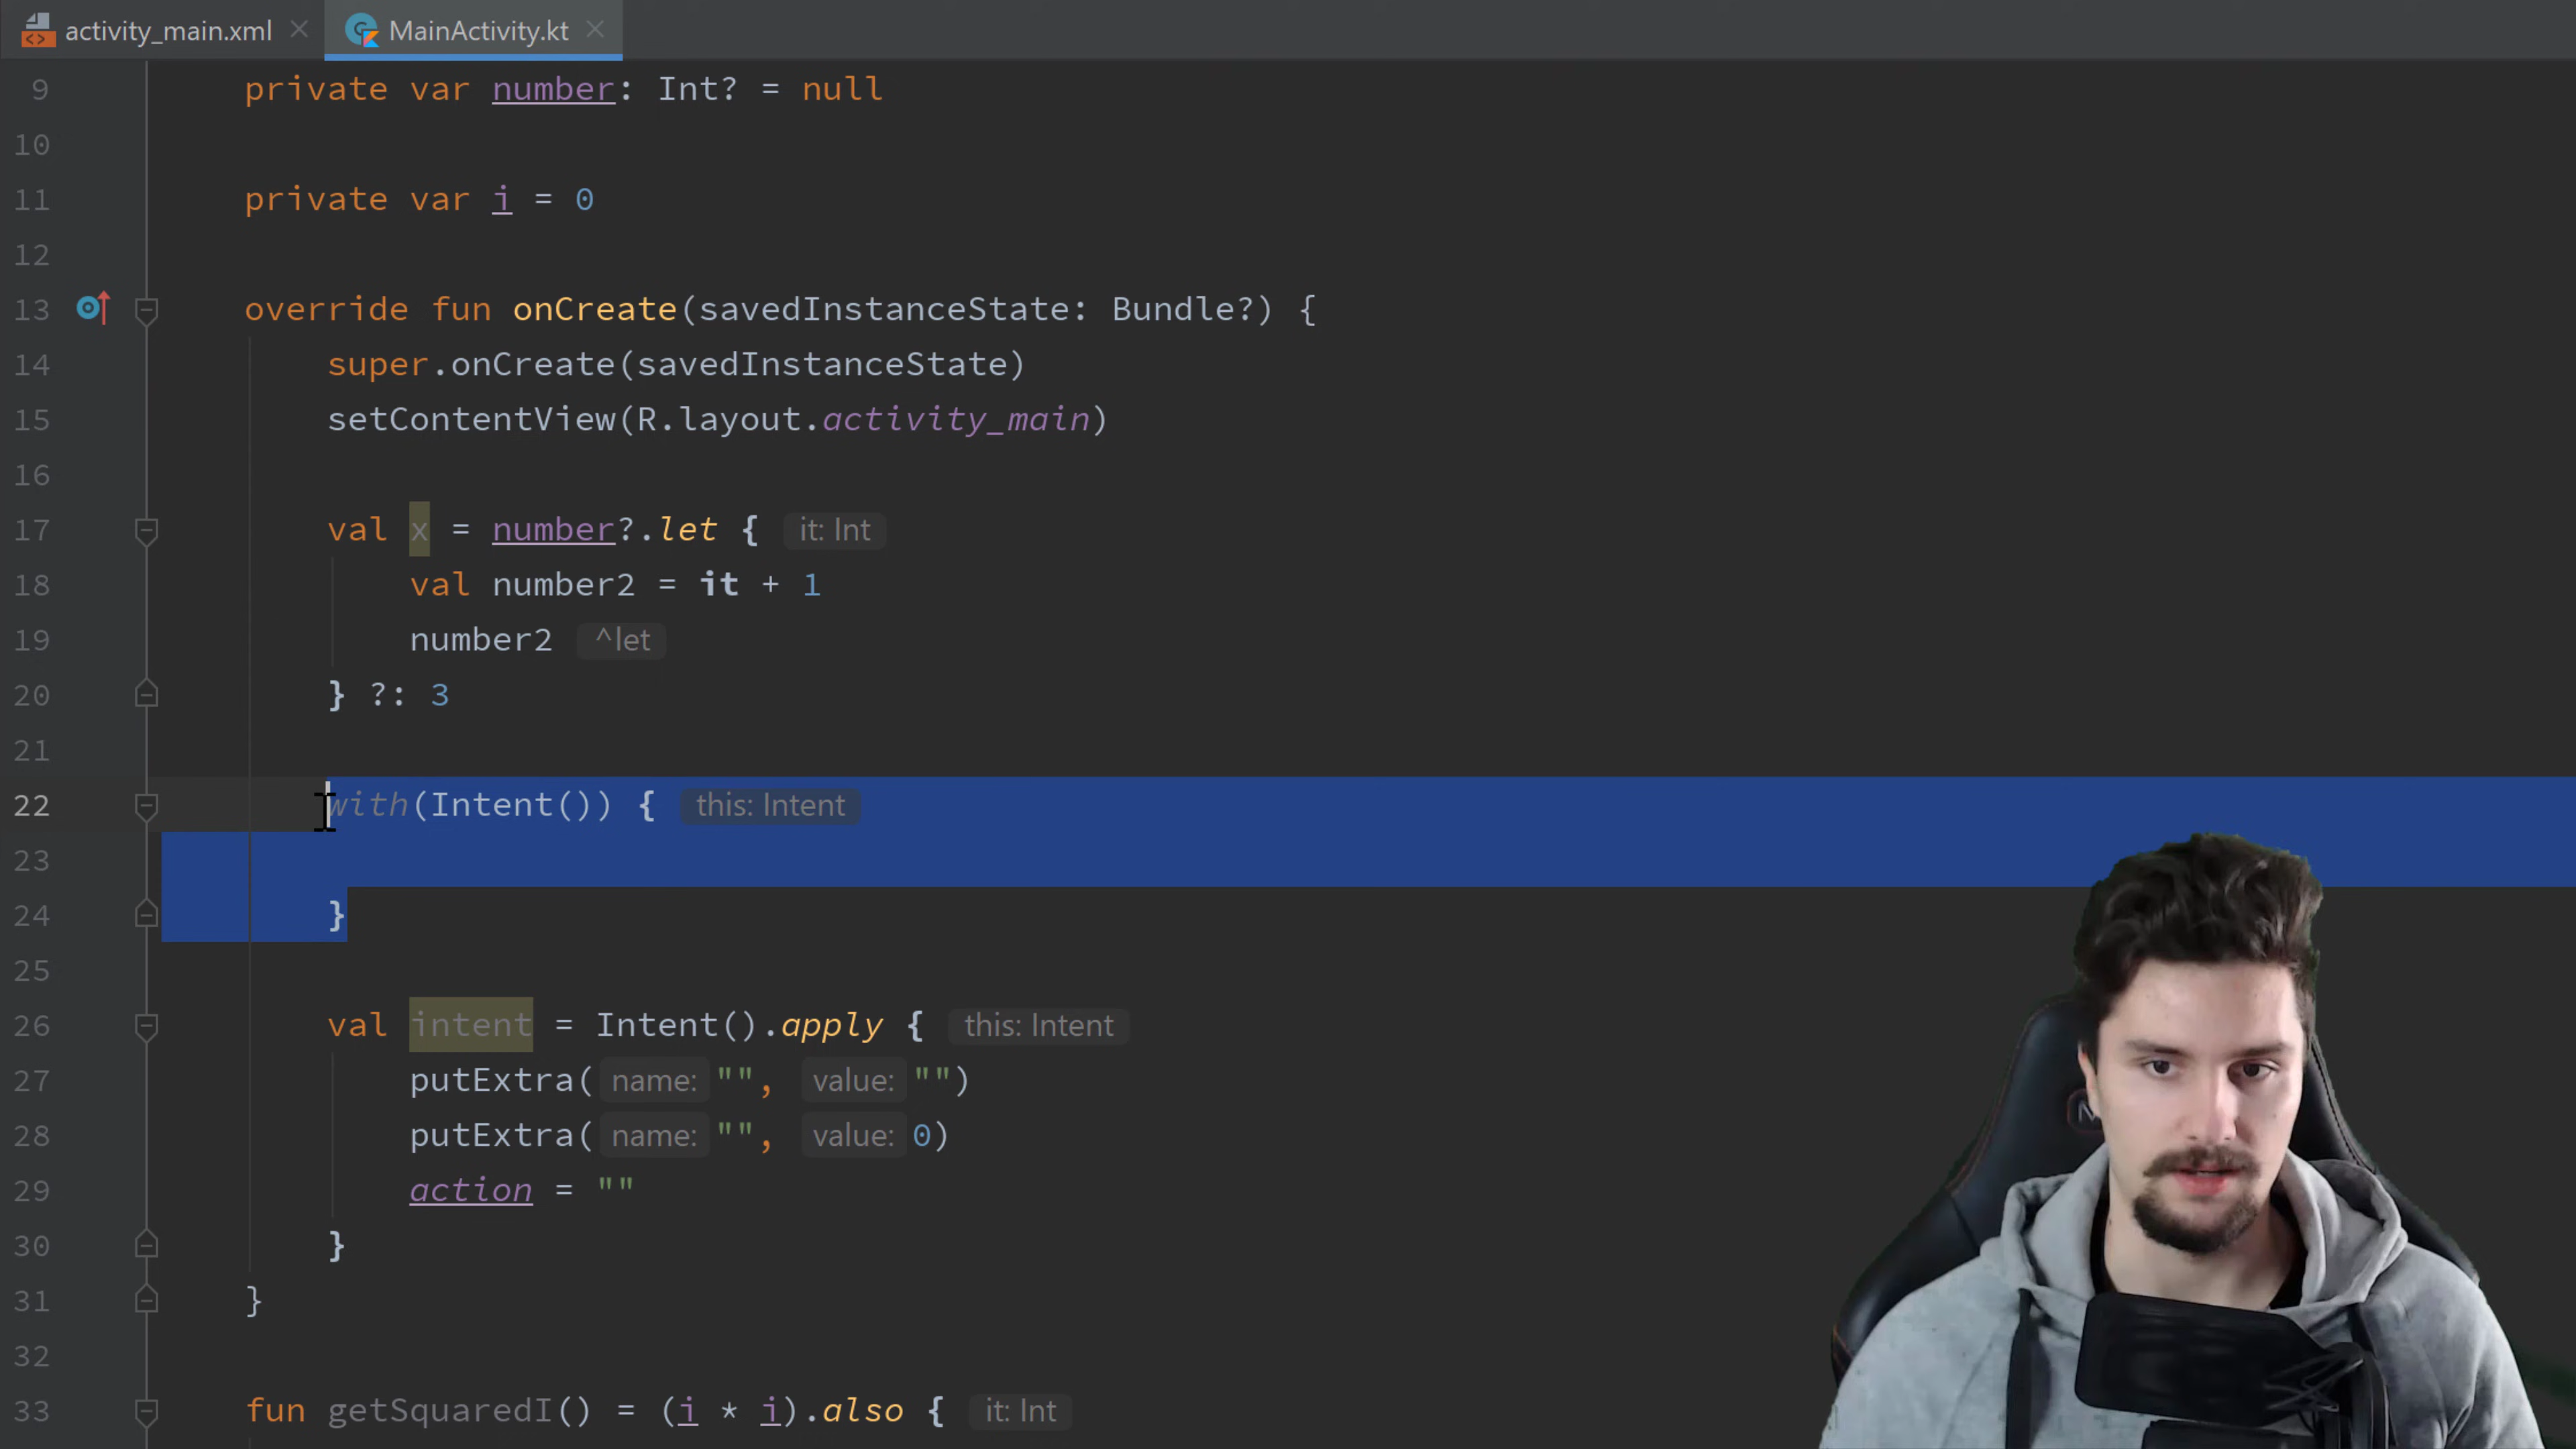 activity_main.xml
MainActivity.kt
9 private var number: Int? = null
10
11 private var i = 0
12
13 override fun onCreate(savedInstanceState: Bundle?) {
14 super.onCreate(savedInstanceState)
15 setContentView(R.layout.activity_main)
16
17 val x = number?.let { it: Int
18 val number2 = it + 1
19 number2 ^let
20 } ?: 3
21
22 with(Intent()) { this: Intent
23
24 }
25
26 val intent = Intent().apply { this: Intent
27 putExtra( name: "", value: "")
28 putExtra( name: "", value: 0)
29 action = ""
30 }
31 }
32
33 fun getSquaredI() = (i * i).also { it: Int